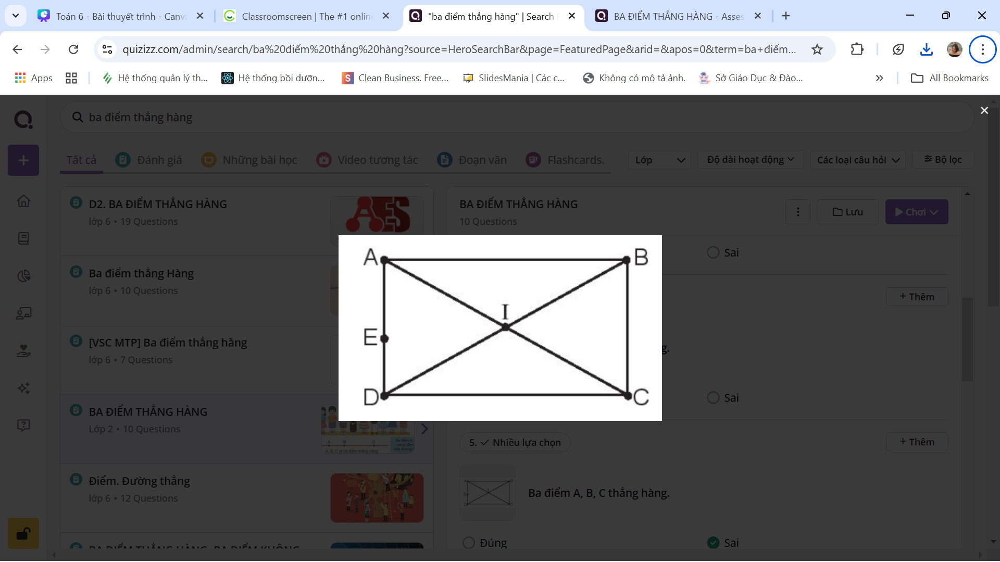 Toán 6 - Bài thuyết trình - Canv
Classroomscreen | The #1 onlin
"ba điểm thẳng hàng" | Search
BA ĐIỂM THẲNG HÀNG - Asses
quizizz.com/admin/search/ba%20điểm%20thẳng%20hàng?source=HeroSearchBar&page=FeaturedPage&arid=&apos=0&term=ba+điểm...
Apps
Hệ thống quản lý th...
Hệ thống bồi dưỡn...
Clean Business. Free...
SlidesMania | Các c...
Không có mô tả ảnh.
Sở Giáo Dục & Đào...
All Bookmarks
ba điểm thẳng hàng
Tất cả
Đánh giá
Những bài học
Video tương tác
Đoạn văn
Flashcards.
Lớp
Độ dài hoạt động
Các loại câu hỏi
Bộ lọc
D2. BA ĐIỂM THẲNG HÀNG
lớp 6 • 19 Questions
Ba điểm thẳng Hàng
lớp 6 • 10 Questions
[VSC MTP] Ba điểm thẳng hàng
lớp 6 • 7 Questions
BA ĐIỂM THẲNG HÀNG
Lớp 2 • 10 Questions
Điểm. Đường thẳng
lớp 6 • 12 Questions
BA ĐIỂM THẲNG HÀNG. BA ĐIỂM KHÔNG
BA ĐIỂM THẲNG HÀNG
10 Questions
Lưu
Chơi
Sai
+ Thêm
g.
Sai
A
B
I
E
D
C
5. Nhiều lựa chọn
+ Thêm
Ba điểm A, B, C thẳng hàng.
Đúng
Sai